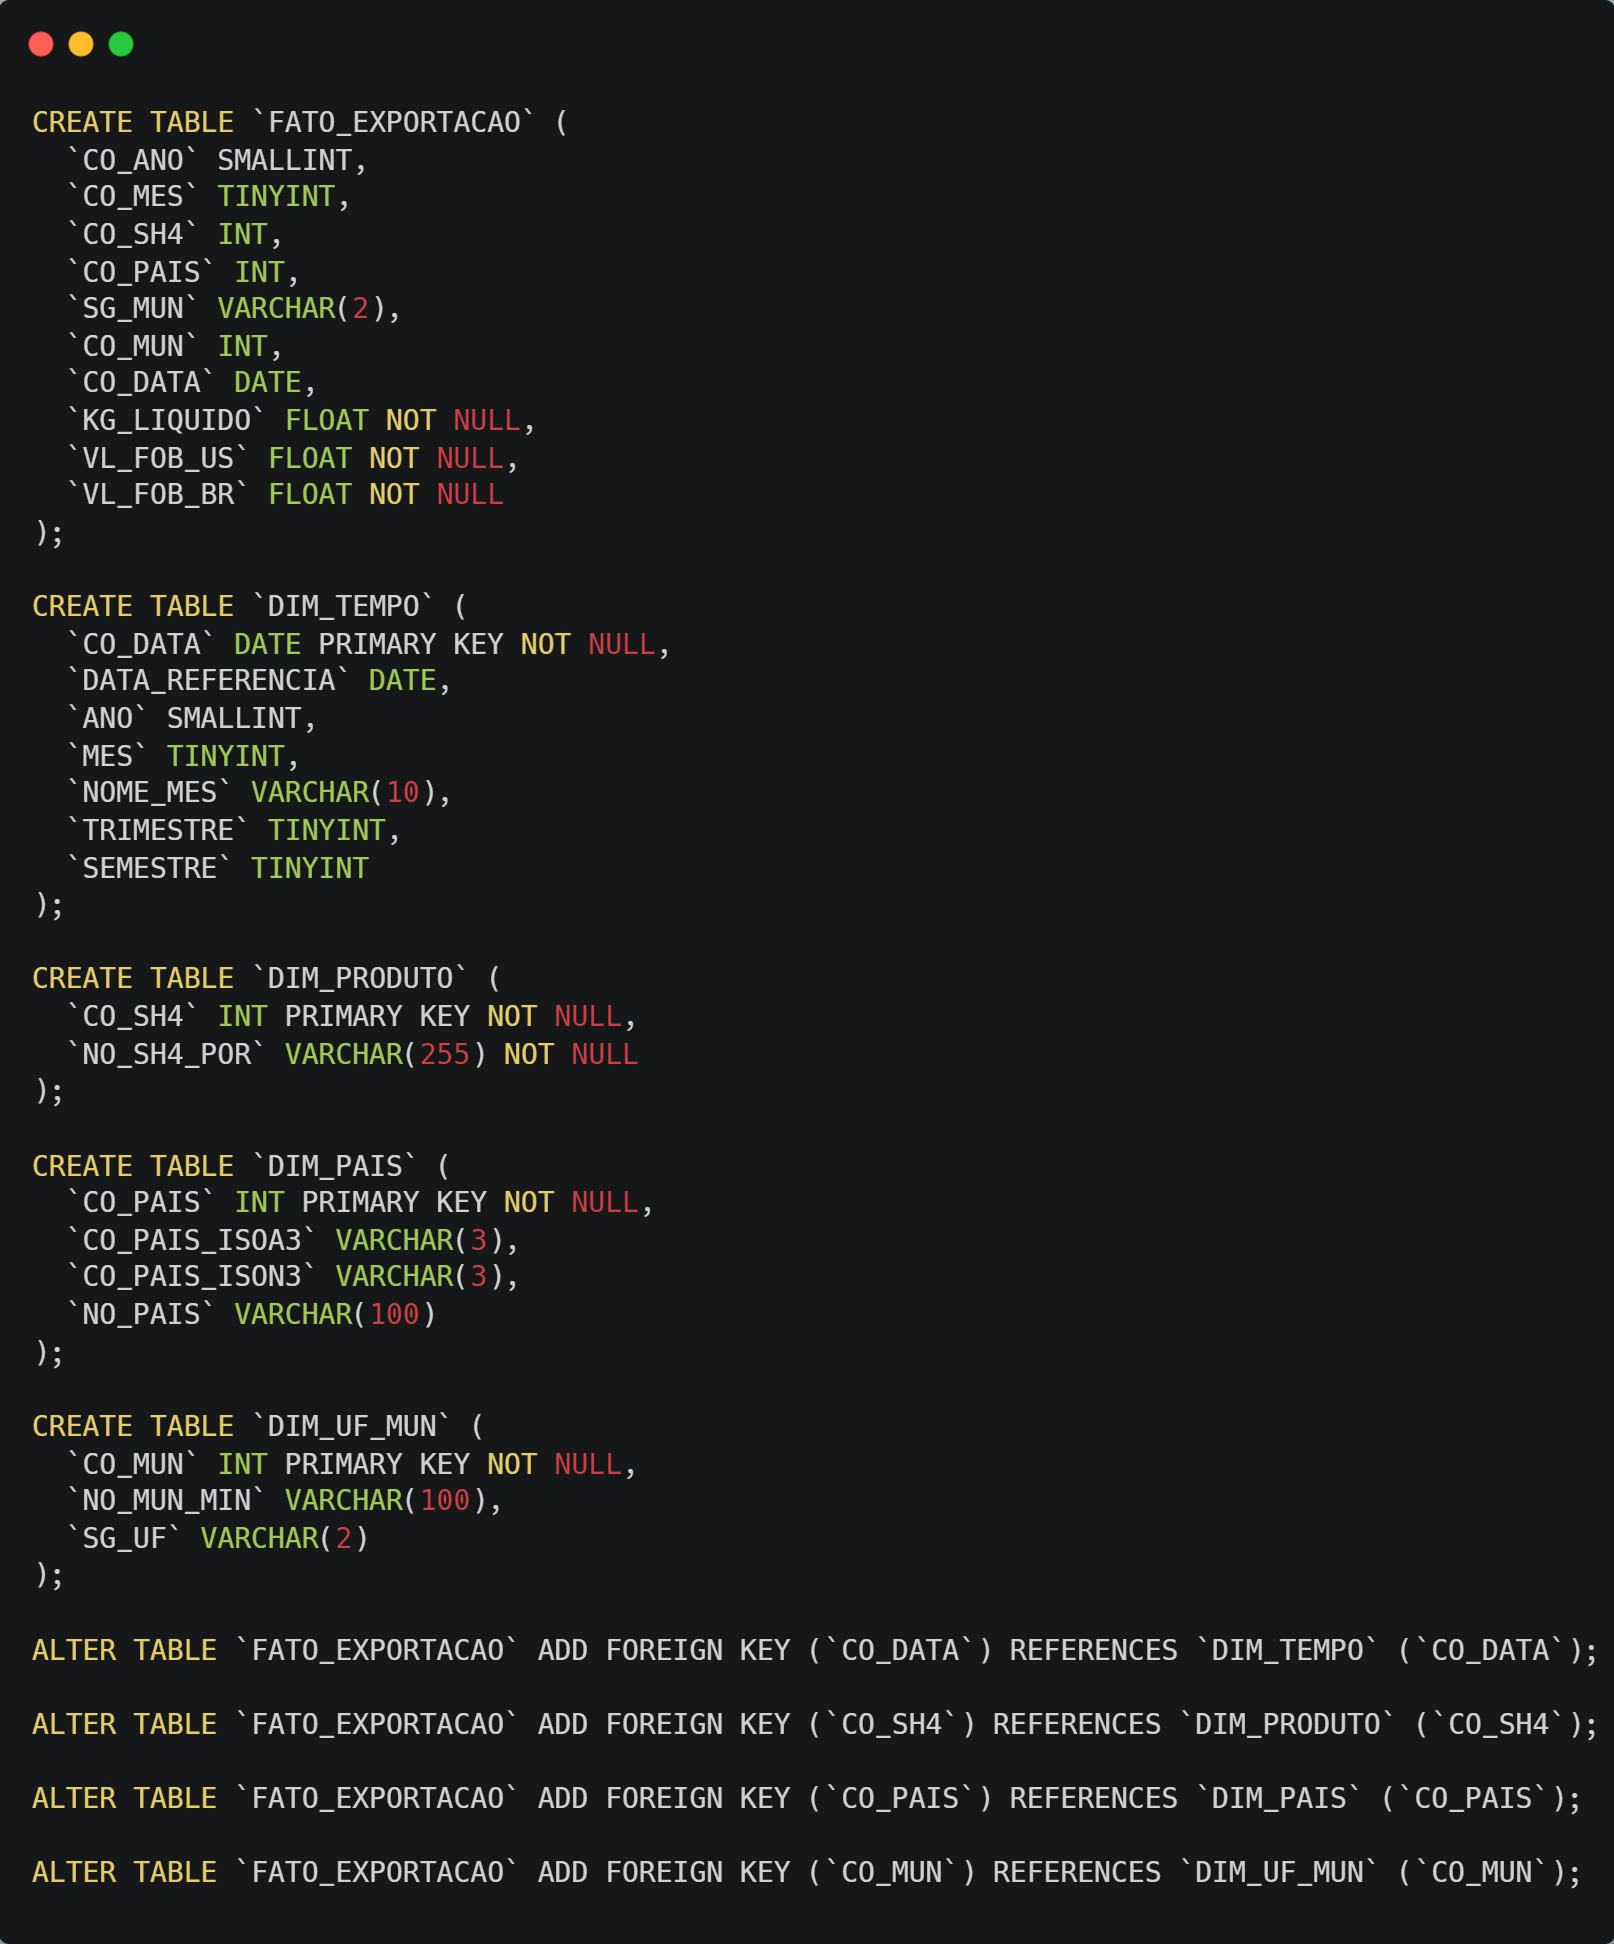 CREATE TABLE `FATO_EXPORTACAO` (
  `CO_ANO` SMALLINT,
  `CO_MES` TINYINT,
  `CO_SH4` INT,
  `CO_PAIS` INT,
  `SG_MUN` VARCHAR(2),
  `CO_MUN` INT,
  `CO_DATA` DATE,
  `KG_LIQUIDO` FLOAT NOT NULL,
  `VL_FOB_US` FLOAT NOT NULL,
  `VL_FOB_BR` FLOAT NOT NULL
);

CREATE TABLE `DIM_TEMPO` (
  `CO_DATA` DATE PRIMARY KEY NOT NULL,
  `DATA_REFERENCIA` DATE,
  `ANO` SMALLINT,
  `MES` TINYINT,
  `NOME_MES` VARCHAR(10),
  `TRIMESTRE` TINYINT,
  `SEMESTRE` TINYINT
);

CREATE TABLE `DIM_PRODUTO` (
  `CO_SH4` INT PRIMARY KEY NOT NULL,
  `NO_SH4_POR` VARCHAR(255) NOT NULL
);

CREATE TABLE `DIM_PAIS` (
  `CO_PAIS` INT PRIMARY KEY NOT NULL,
  `CO_PAIS_ISOA3` VARCHAR(3),
  `CO_PAIS_ISON3` VARCHAR(3),
  `NO_PAIS` VARCHAR(100)
);

CREATE TABLE `DIM_UF_MUN` (
  `CO_MUN` INT PRIMARY KEY NOT NULL,
  `NO_MUN_MIN` VARCHAR(100),
  `SG_UF` VARCHAR(2)
);

ALTER TABLE `FATO_EXPORTACAO` ADD FOREIGN KEY (`CO_DATA`) REFERENCES `DIM_TEMPO` (`CO_DATA`);

ALTER TABLE `FATO_EXPORTACAO` ADD FOREIGN KEY (`CO_SH4`) REFERENCES `DIM_PRODUTO` (`CO_SH4`);

ALTER TABLE `FATO_EXPORTACAO` ADD FOREIGN KEY (`CO_PAIS`) REFERENCES `DIM_PAIS` (`CO_PAIS`);

ALTER TABLE `FATO_EXPORTACAO` ADD FOREIGN KEY (`CO_MUN`) REFERENCES `DIM_UF_MUN` (`CO_MUN`);